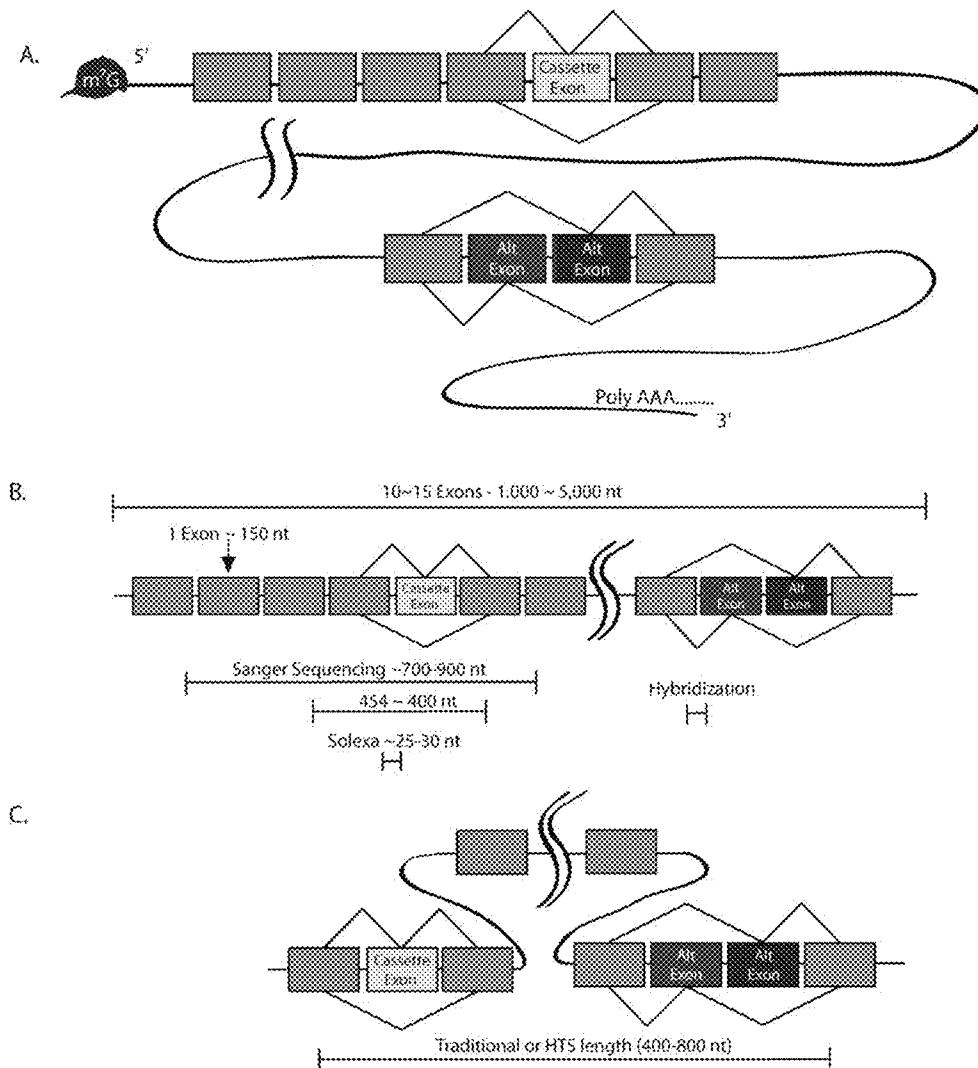 A.
m⁷G
5'
Cassette
Exon
Alt
Exon
Alt
Exon
Poly AAA.........
3'
B.
10~15 Exons - 1,000 ~ 5,000 nt
1 Exon ~ 150 nt
Cassette
Exon
Alt
Exon
Alt
Exon
Sanger Sequencing ~700-900 nt
454 ~ 400 nt
Solexa ~25-30 nt
Hybridization
C.
Cassette
Exon
Alt
Exon
Alt
Exon
Traditional or HTS length (400-800 nt)